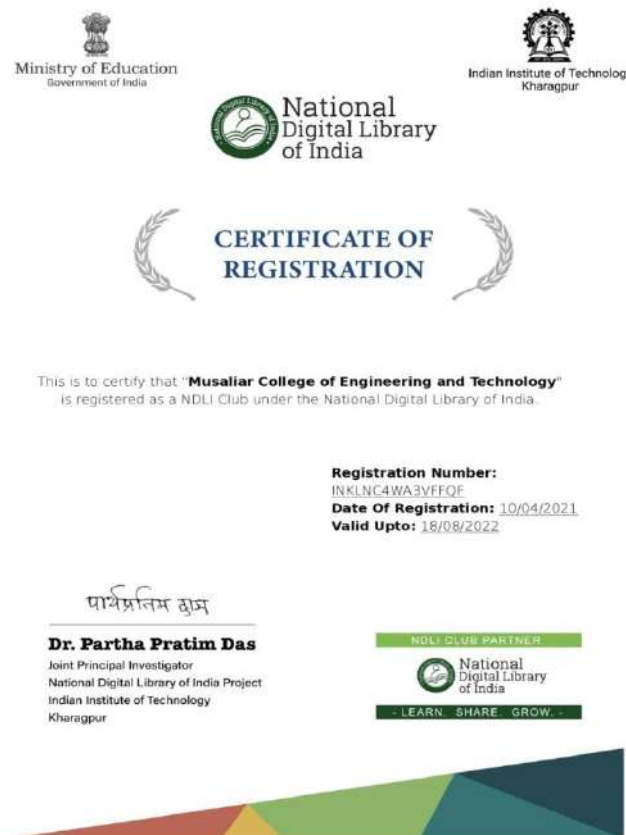 Ministry of Education
Government of India
Indian Institute of Technolog
Kharagpur
National
Digital Library
of India
CERTIFICATE OF
REGISTRATION
This is to certify that "Musaliar College of Engineering and Technology"
is registered as a NDLI Club under the National Digital Library of India.
Registration Number:
INKLNC4WA3VFFQF
Date Of Registration: 10/04/2021
Valid Upto: 18/08/2022
पार्थप्रतिम दास
Dr. Partha Pratim Das
Joint Principal Investigator
National Digital Library of India Project
Indian Institute of Technology
Kharagpur
NDLI CLUB PARTNER
National
Digital Library
of India
- LEARN. SHARE. GROW. -